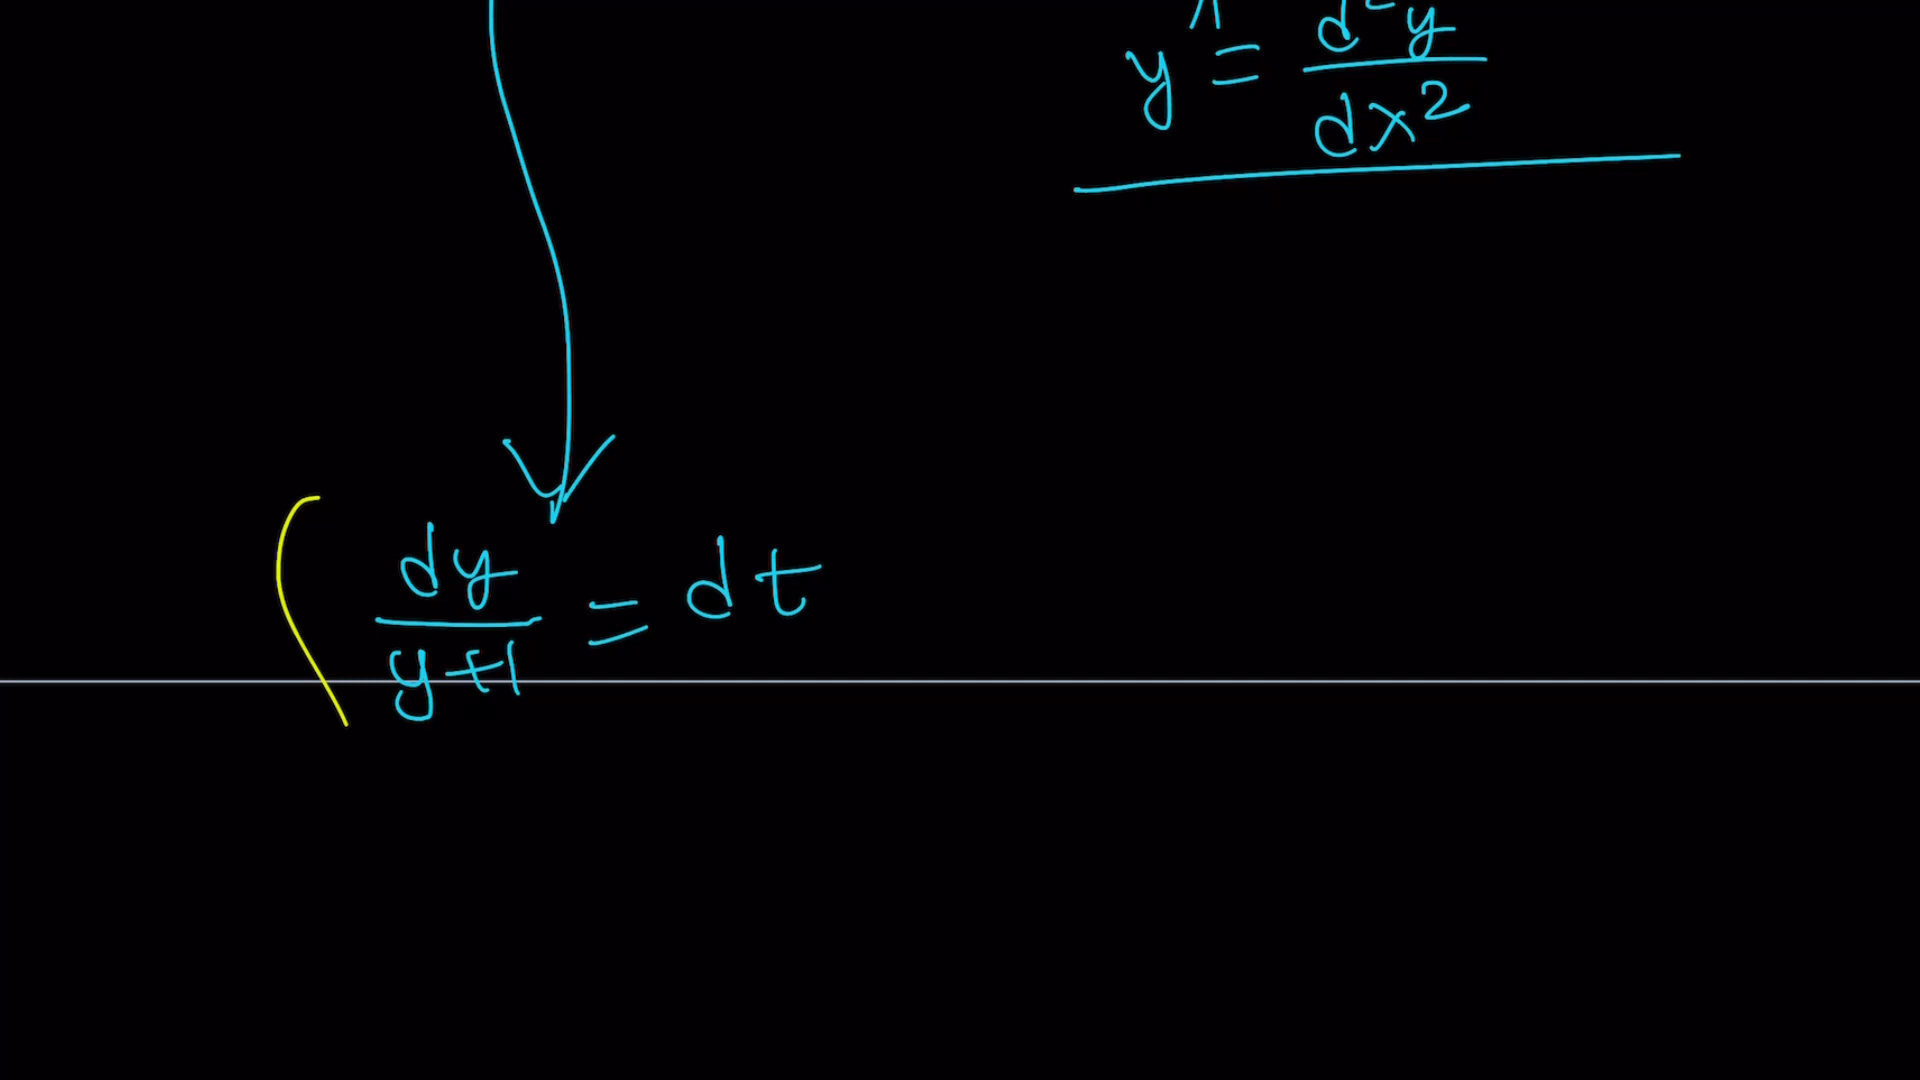 y'' = d²y/dx²
dy/(y+1) = dt